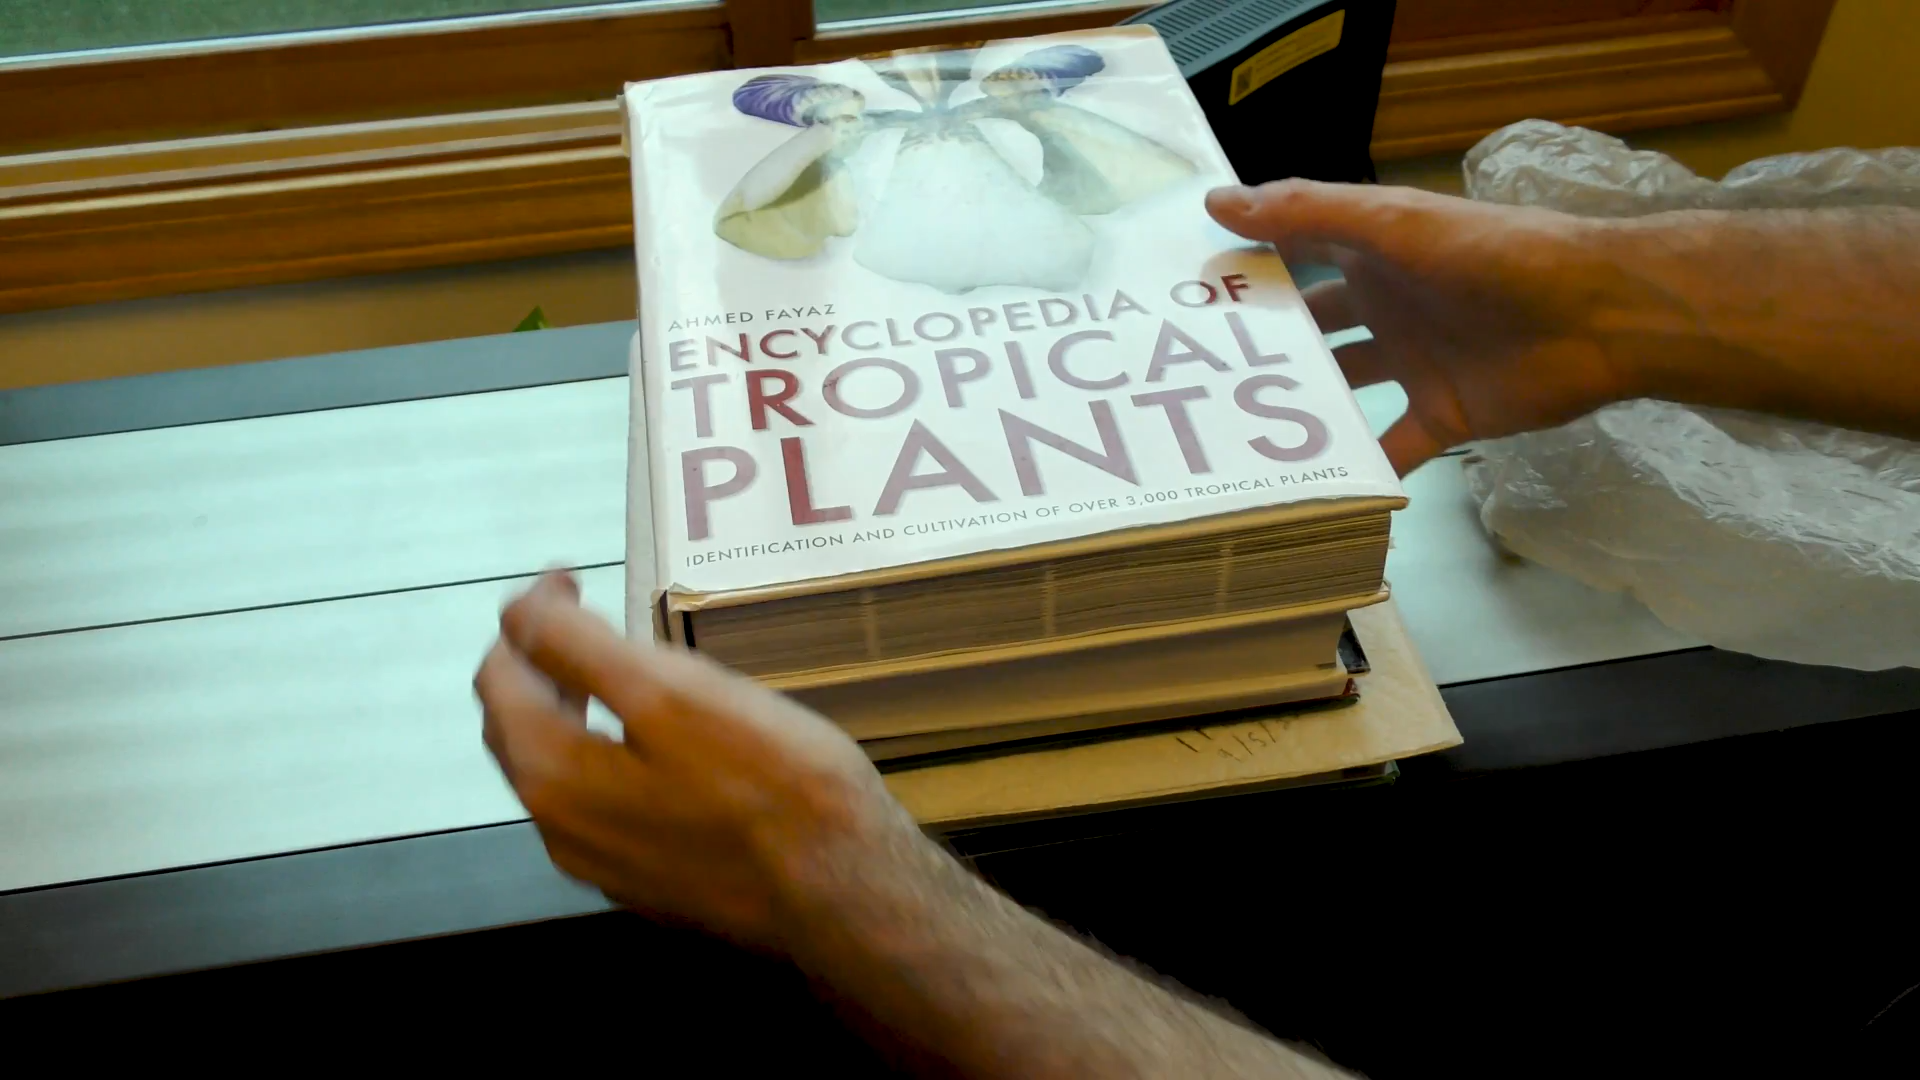 AHMED FAYAZ
ENCYCLOPEDIA OF
TROPICAL
PLANTS
IDENTIFICATION AND CULTIVATION OF OVER 3,000 TROPICAL PLANTS